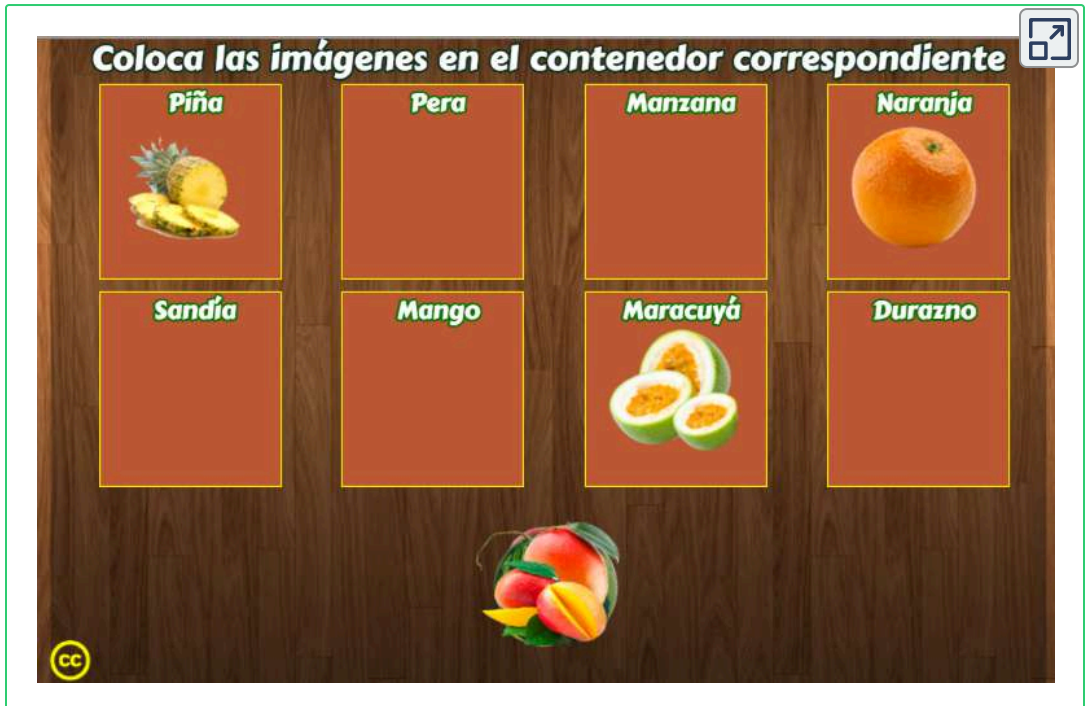 Coloca las imágenes en el contenedor correspondiente
Piña
Pera
Manzana
Naranja
Sandía
Mango
Maracuyá
Durazno
cc